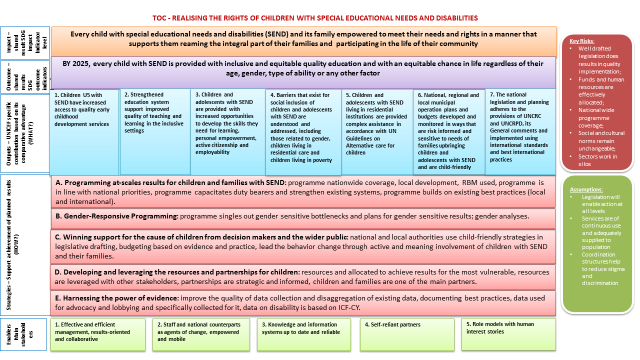 TOC - REALISING THE RIGHTS OF CHILDREN WITH SPECIAL EDUCATIONAL NEEDS AND DISABILITIES
Every child with special educational needs and disabilities (SEND) and its family empowered to meet their needs and rights in a manner that
supports them reaming the integral part of their families and participating in the life of their community
BY 2025, every child with SEND is provided with inclusive and equitable quality education and with an equitable chance in life regardless of their
age, gender, type of ability or any other factor
1. Children US with
SEND have increased
access to quality early
childhood
development services
2. Strengthened
education system
support improved
quality of teaching and
learning in the inclusive
settings
3. Children and
adolescents with SEND
are provided with
increased opportunities
to develop the skills they
need for learning,
personal empowerment,
active citizenship and
employability
4. Barriers that exist for
social inclusion of
children and adolescents
with SEND are
understood and
addressed, including
those related to gender,
children living in
residential care and
children living in poverty
5. Children and
adolescents with SEND
living in residential
institutions are provided
complex assistance in
accordance with UN
Guidelines on
Alternative care for
children
6. National, regional and
local and municipal
operation plans and
budgets developed and
monitored in ways that
are risk informed and
sensitive to needs of
families upbringing
children and
adolescents with SEND
and are child-friendly
7. The national
legislation and planning
adheres to the
provisions of UNCRC
and UNCRPD, its
General comments and
implemented using
international standards
and best international
practices
A. Programming at-scales results for children and families with SEND: programme nationwide coverage, local development, RBM used, programme is
in line with national priorities, programme capacitates duty bearers and strengthen existing systems, programme builds on existing best practices (local
and international).
B. Gender-Responsive Programming: programme singles out gender sensitive bottlenecks and plans for gender sensitive results; gender analyses.
C. Winning support for the cause of children from decision makers and the wider public: national and local authorities use child-friendly strategies in
legislative drafting, budgeting based on evidence and practice, lead the behavior change through active and meaning involvement of children with SEND
and their families.
D. Developing and leveraging the resources and partnerships for children: resources and allocated to achieve results for the most vulnerable, resources
are leveraged with other stakeholders, partnerships are strategic and informed, children and families are one of the main partners.
E. Harnessing the power of evidence: improve the quality of data collection and disaggregation of existing data, documenting best practices, data used
for advocacy and lobbying and specifically collected for it, data on disability is based on ICF-CY.
1. Effective and efficient
management, results-oriented
and collaborative
2. Staff and national counterparts
as agents of change, empowered
and mobile
3. Knowledge and information
systems up to date and reliable
4. Self-reliant partners
5. Role models with human
interest stories
Key Risks:
• Well drafted
legislation does
results in quality
implementation;
• Funds and human
resources are
effectively
allocated;
• Nationwide
programme
coverage;
• Social and cultural
norms remain
unchangeable;
• Sectors work in
silos
Assumptions:
• Legislation will
enable action at
all levels
• Services are of
continuous use
and adequately
supplied to
population
• Coordination
structures help
to reduce stigma
and
discrimination